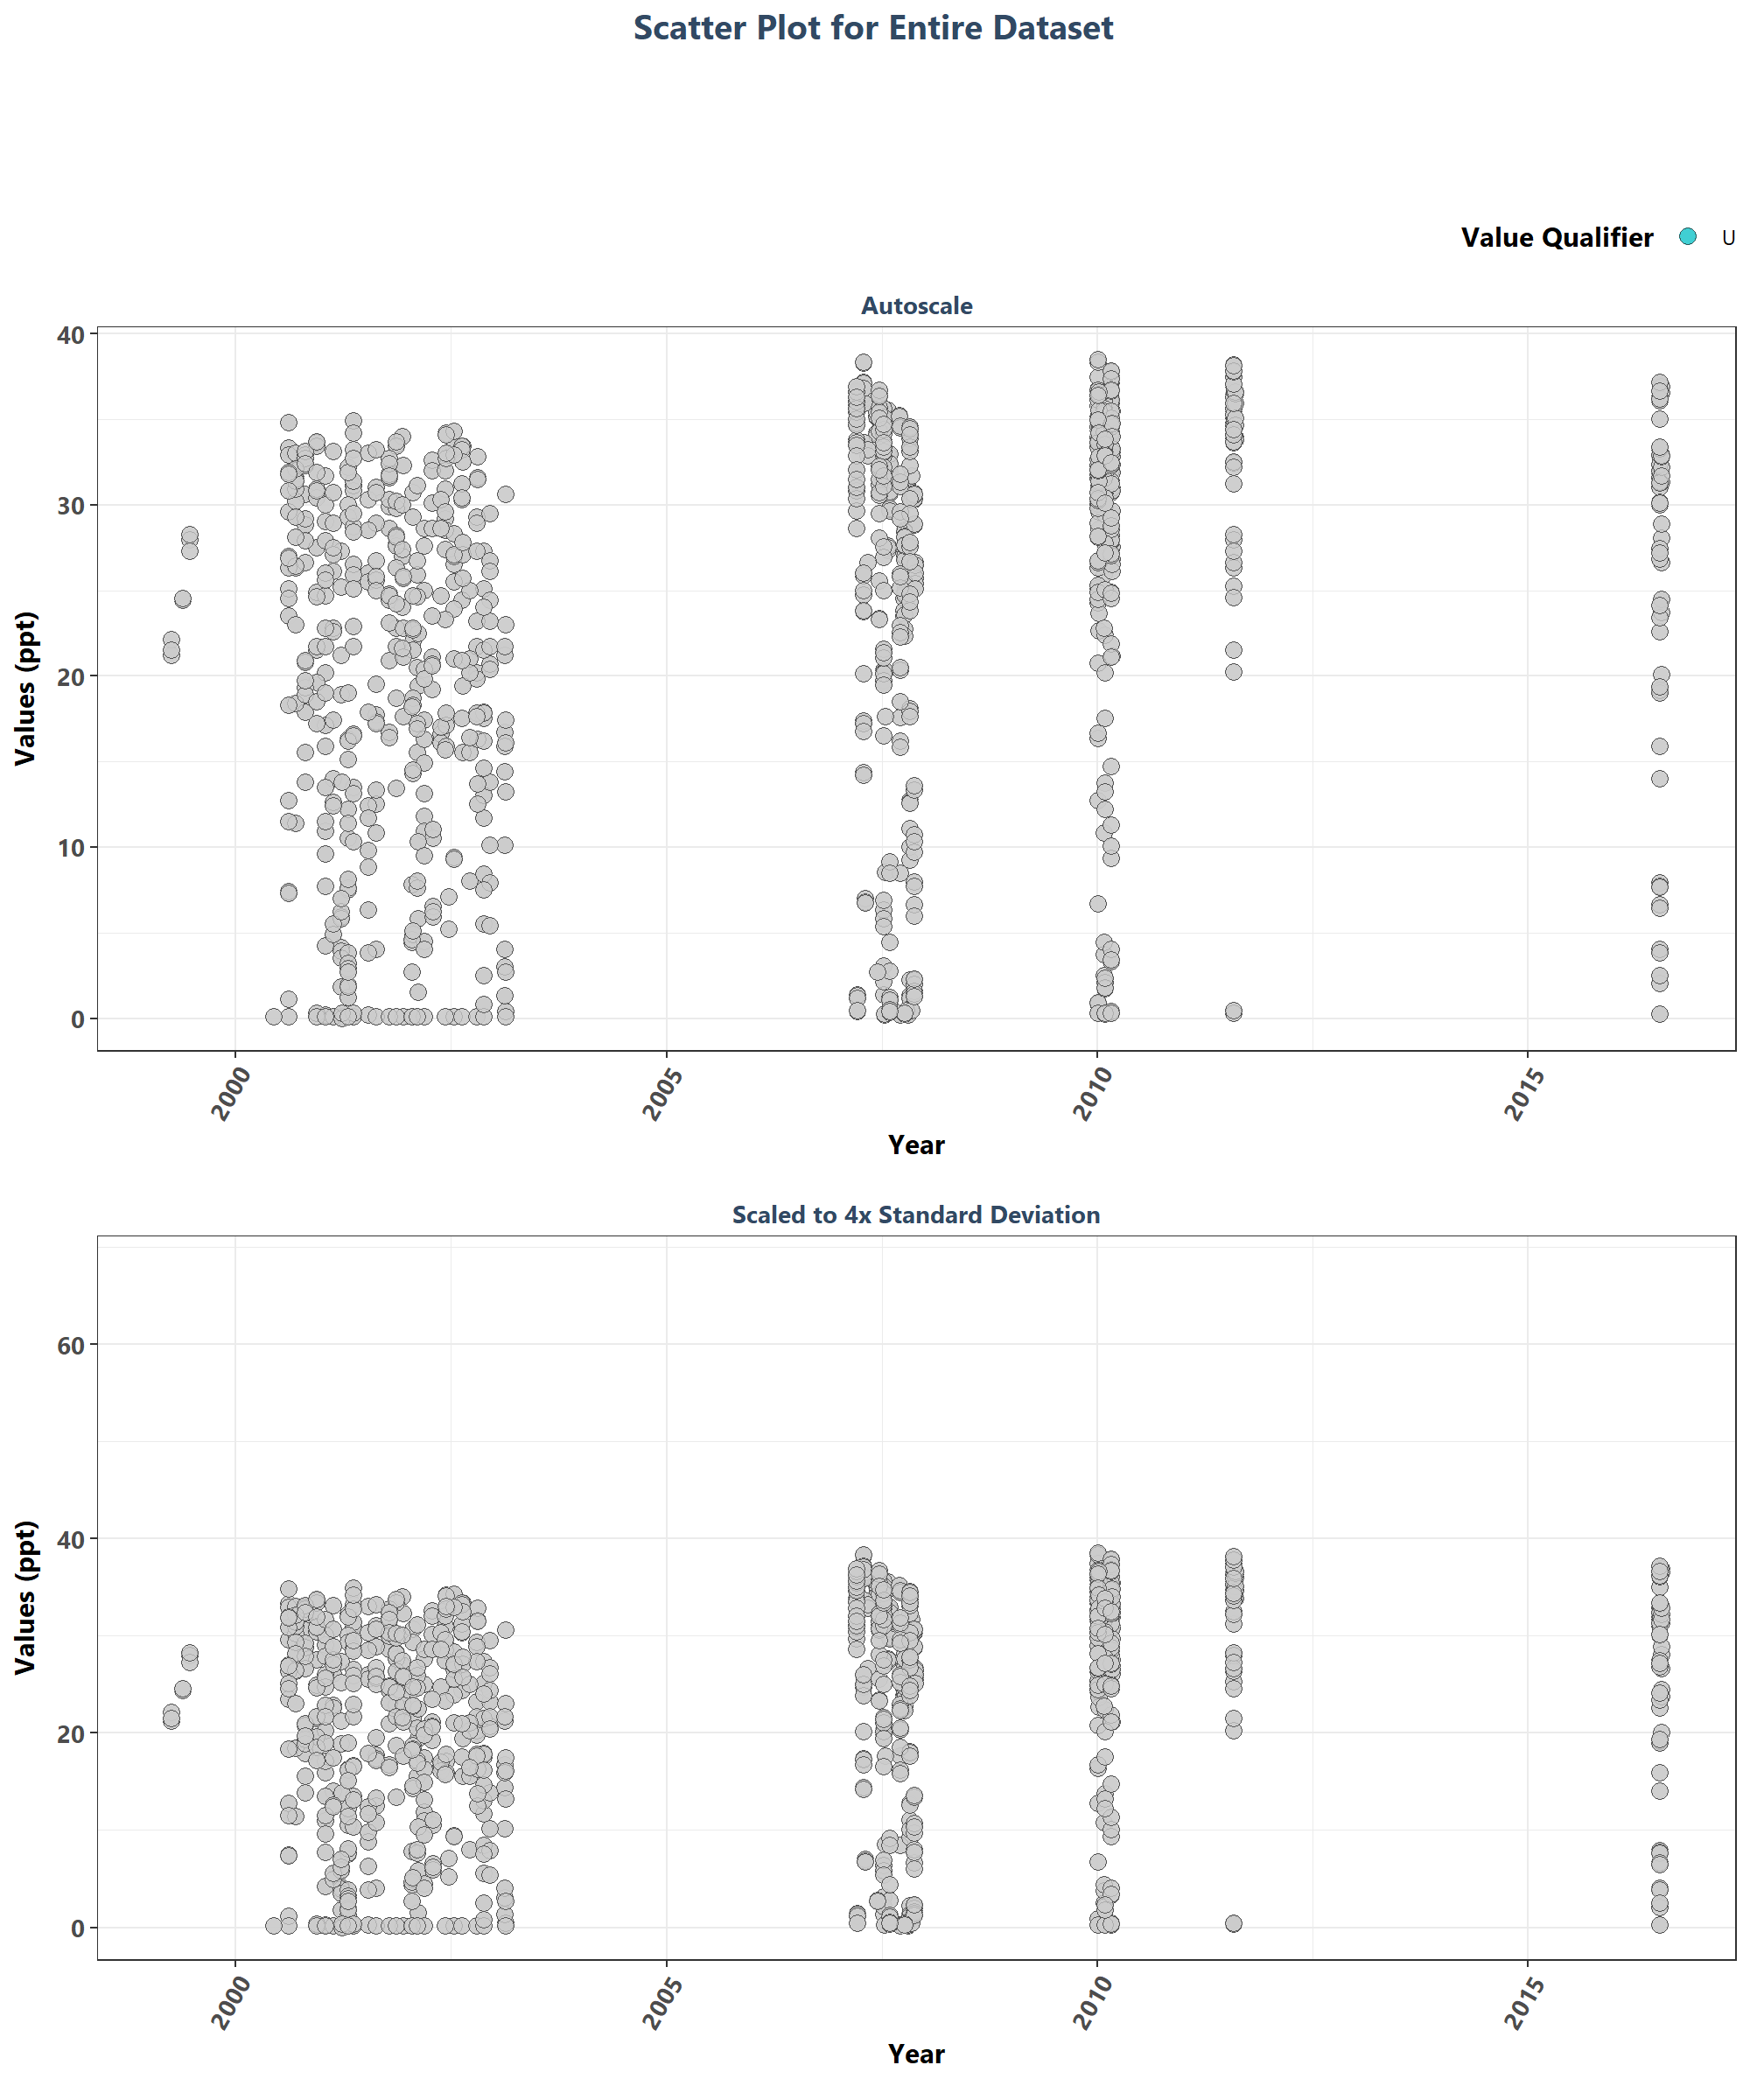 Scatter Plot for Entire Dataset
Value Qualifier U
Autoscale
40
30
20
10
0
Values (ppt)
2000 2005 2010 2015
Year
Scaled to 4x Standard Deviation
60
40
20
0
Values (ppt)
2000 2005 2010 2015
Year